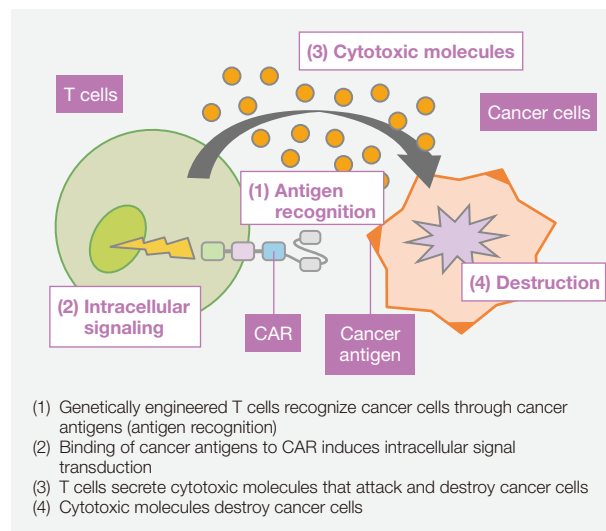 (3) Cytotoxic molecules
T cells
Cancer cells
(1) Antigen
recognition
(2) Intracellular
signaling
(4) Destruction
CAR
Cancer
antigen
(1) Genetically engineered T cells recognize cancer cells through cancer
antigens (antigen recognition)
(2) Binding of cancer antigens to CAR induces intracellular signal
transduction
(3) T cells secrete cytotoxic molecules that attack and destroy cancer cells
(4) Cytotoxic molecules destroy cancer cells